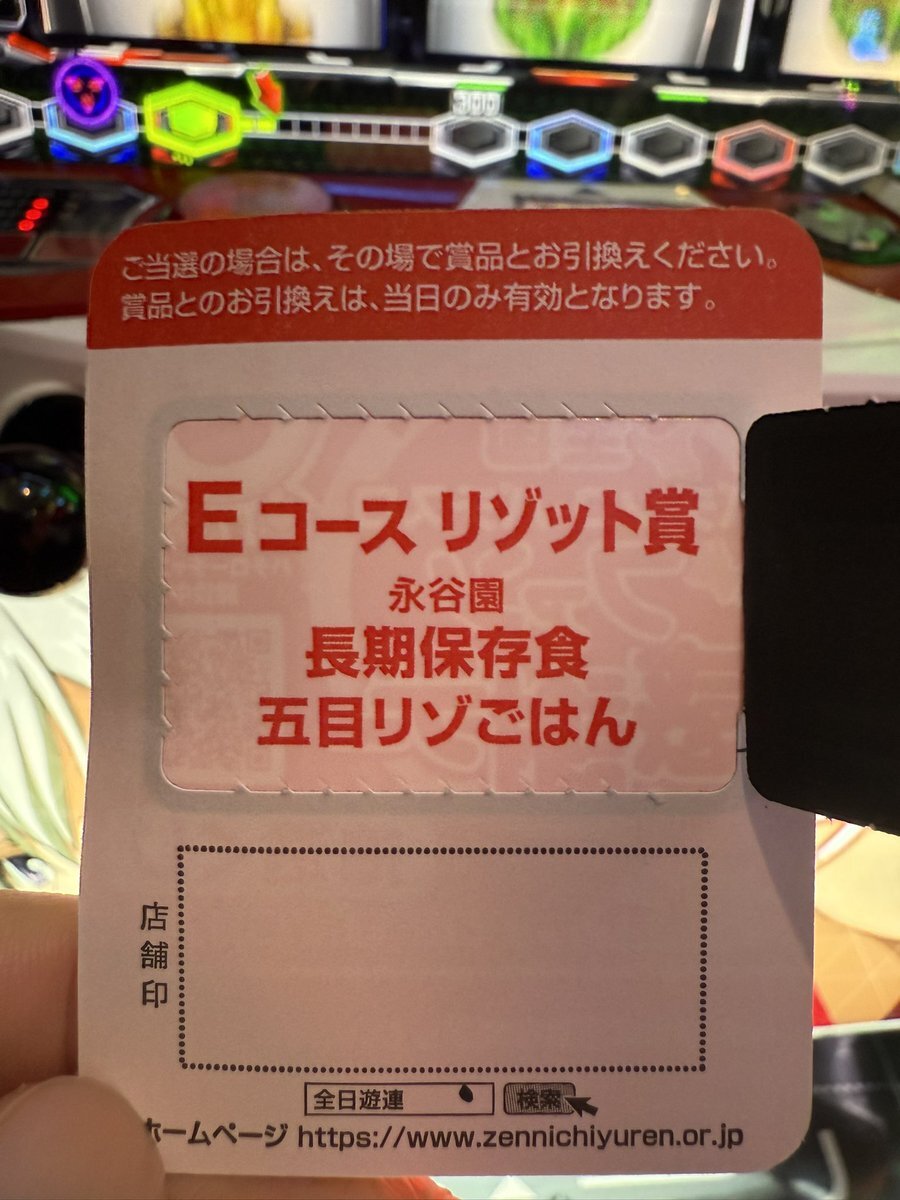 ご当選の場合は、その場で賞品とお引換えください。
賞品とのお引換えは、当日のみ有効となります。
Eコース リゾット賞
永谷園
長期保存食
五目リゾごはん
店舗印
全日遊連 検索
ホームページ https://www.zennichiyuren.or.jp